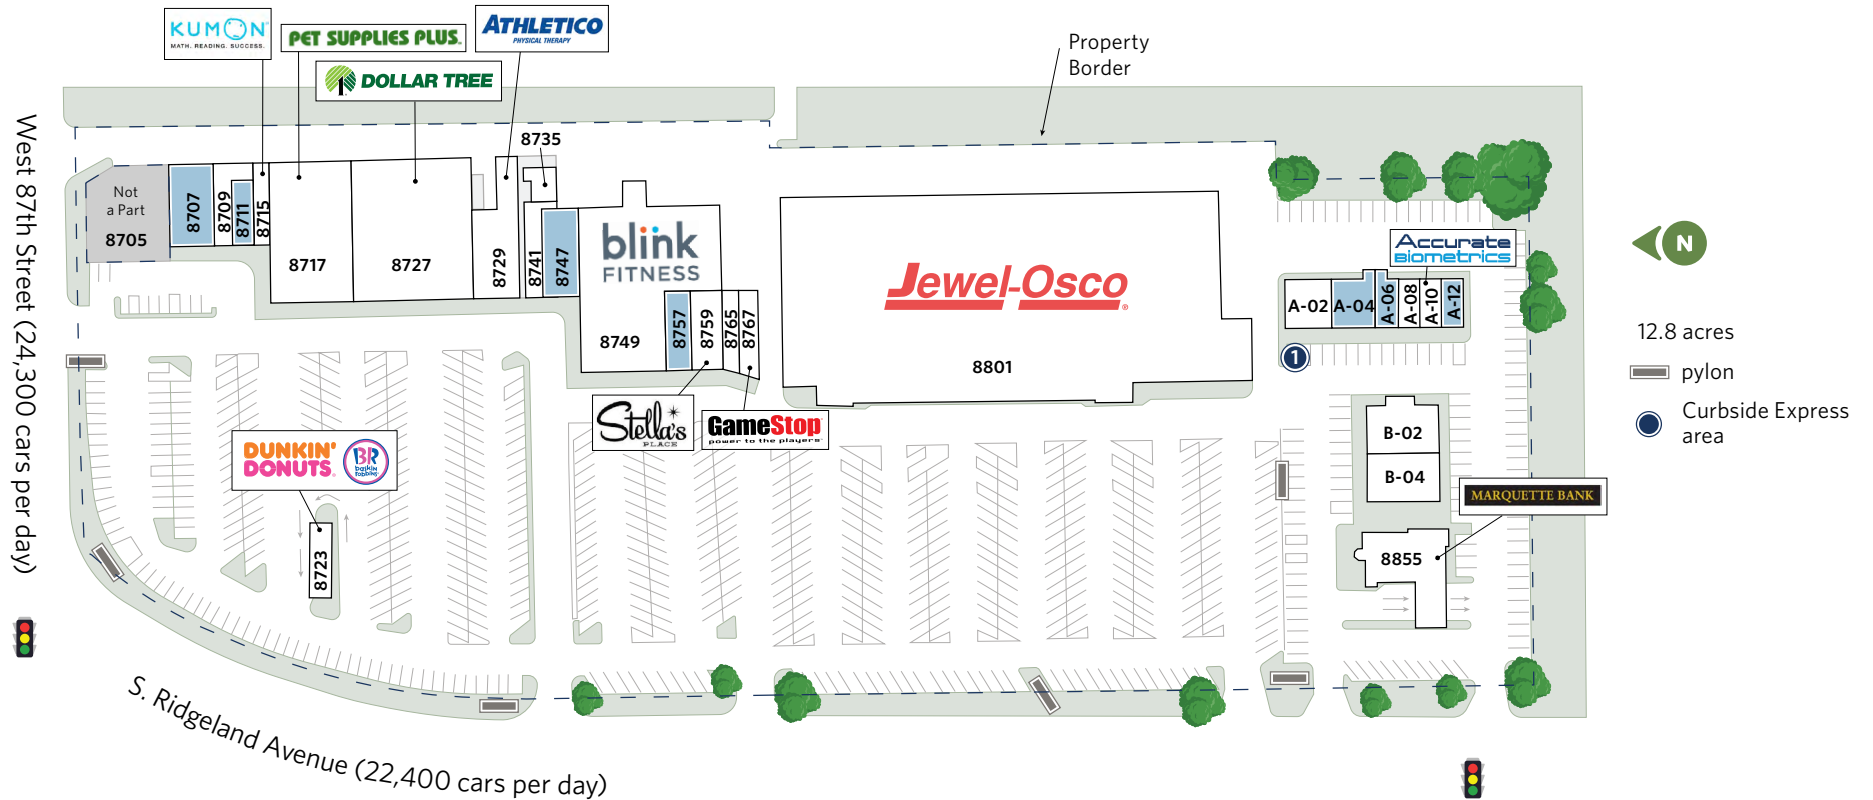 KUMON
MATH. READING. SUCCESS.
PET SUPPLIES PLUS.
ATHLETICO
PHYSICAL THERAPY
1 DOLLAR TREE
Property
Border
8735
West 87th Street (24,300 cars per day)
Not
a Part
8705
8707
8709
8711
8715
8717
8727
8729
8741
8747
blink
FITNESS
8749
8757
8759
8765
8767
Jewel-Osco®
8801
Accurate
Biometrics
A-02
A-04
A-06
A-08
A-10
A-12
1
N
12.8 acres
pylon
Curbside Express
area
Stella's
PLACE
GameStop
power to the players
DUNKIN'
DONUTS
BR
baskin
robbins
8723
B-02
B-04
MARQUETTE BANK
8855
S. Ridgeland Avenue (22,400 cars per day)